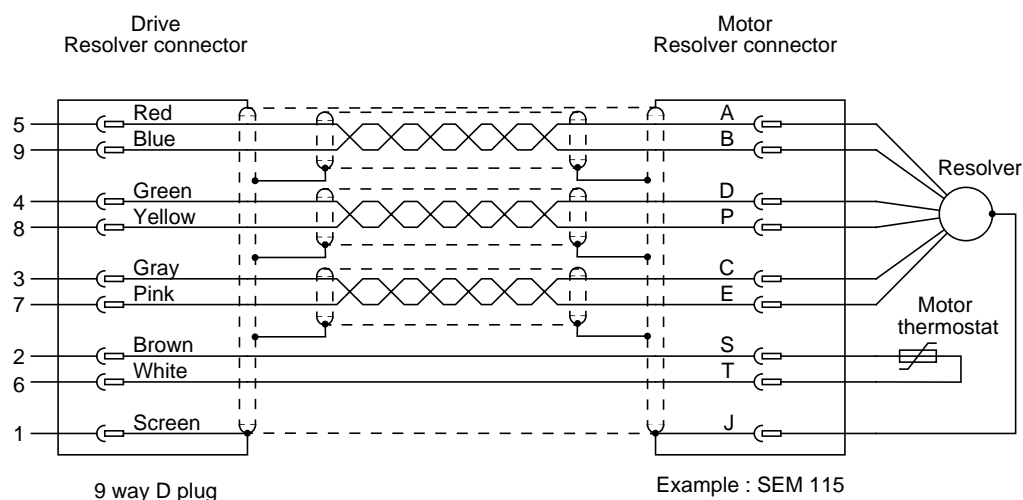 Drive
Resolver connector
Motor
Resolver connector
5 Red A
9 Blue B
Resolver
4 Green D
8 Yellow P
3 Gray C
7 Pink E
Motor
thermostat
2 Brown S
6 White T
1 Screen J
9 way D plug
Example : SEM 115